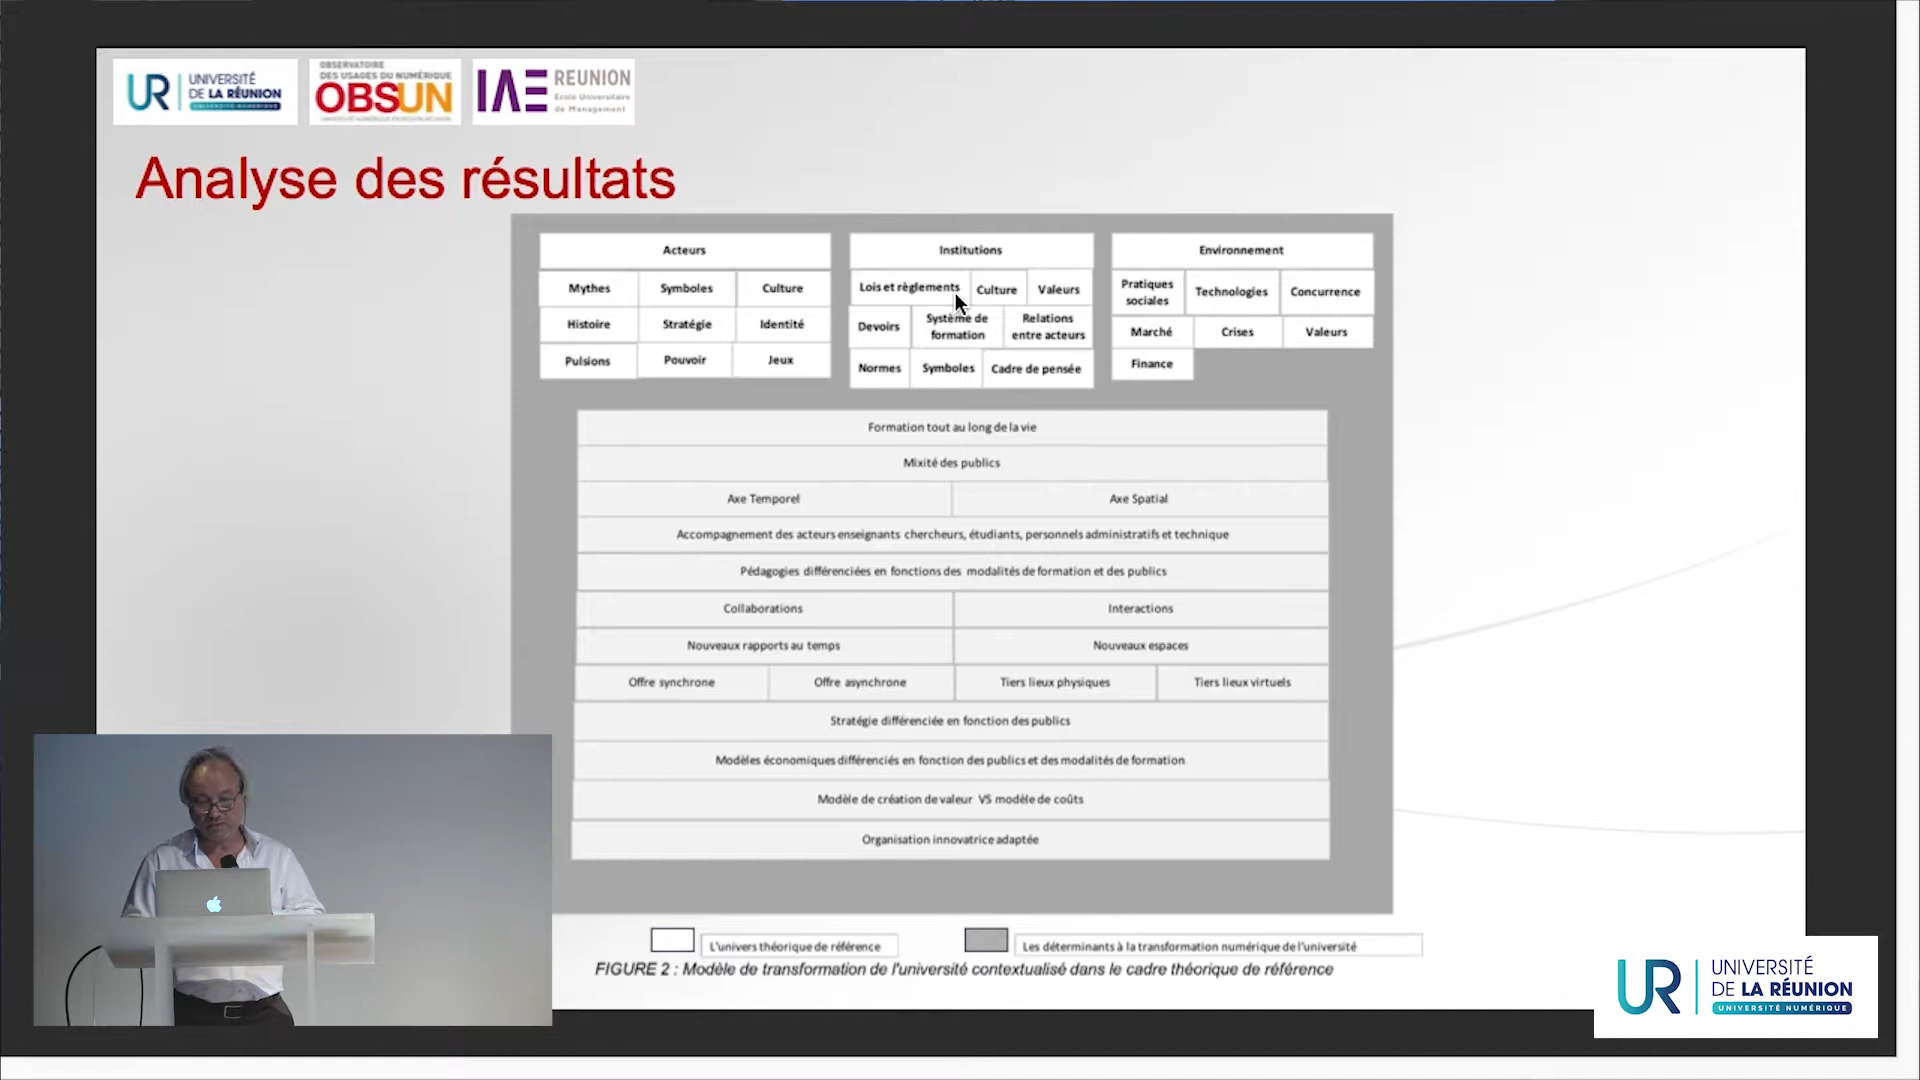 UR
UNIVERSITÉ
DE LA RÉUNION
UNIVERSITÉ NUMÉRIQUE
OBSERVATOIRE
DES USAGES DU NUMÉRIQUE
OBSUN
IAE REUNION
Ecole Universitaire
de Management
Analyse des résultats
Acteurs
Mythes Symboles Culture
Histoire Stratégie Identité
Pulsions Pouvoir Jeux
Institutions
Lois et règlements Culture Valeurs
Devoirs Système de formation Relations entre acteurs
Normes Symboles Cadre de pensée
Environnement
Pratiques sociales Technologies Concurrence
Marché Crises Valeurs
Finance
Formation tout au long de la vie
Mixité des publics
Axe Temporel Axe Spatial
Accompagnement des acteurs enseignants chercheurs, étudiants, personnels administratifs et technique
Pédagogies différenciées en fonctions des modalités de formation et des publics
Collaborations Interactions
Nouveaux rapports au temps Nouveaux espaces
Offre synchrone Offre asynchrone Tiers lieux physiques Tiers lieux virtuels
Stratégie différenciée en fonction des publics
Modèles économiques différenciés en fonction des publics et des modalités de formation
Modèle de création de valeur VS modèle de coûts
Organisation innovatrice adaptée
L'univers théorique de référence Les déterminants à la transformation numérique de l'université
FIGURE 2 : Modèle de transformation de l'université contextualisé dans le cadre théorique de référence
UR
UNIVERSITÉ
DE LA RÉUNION
UNIVERSITÉ NUMÉRIQUE